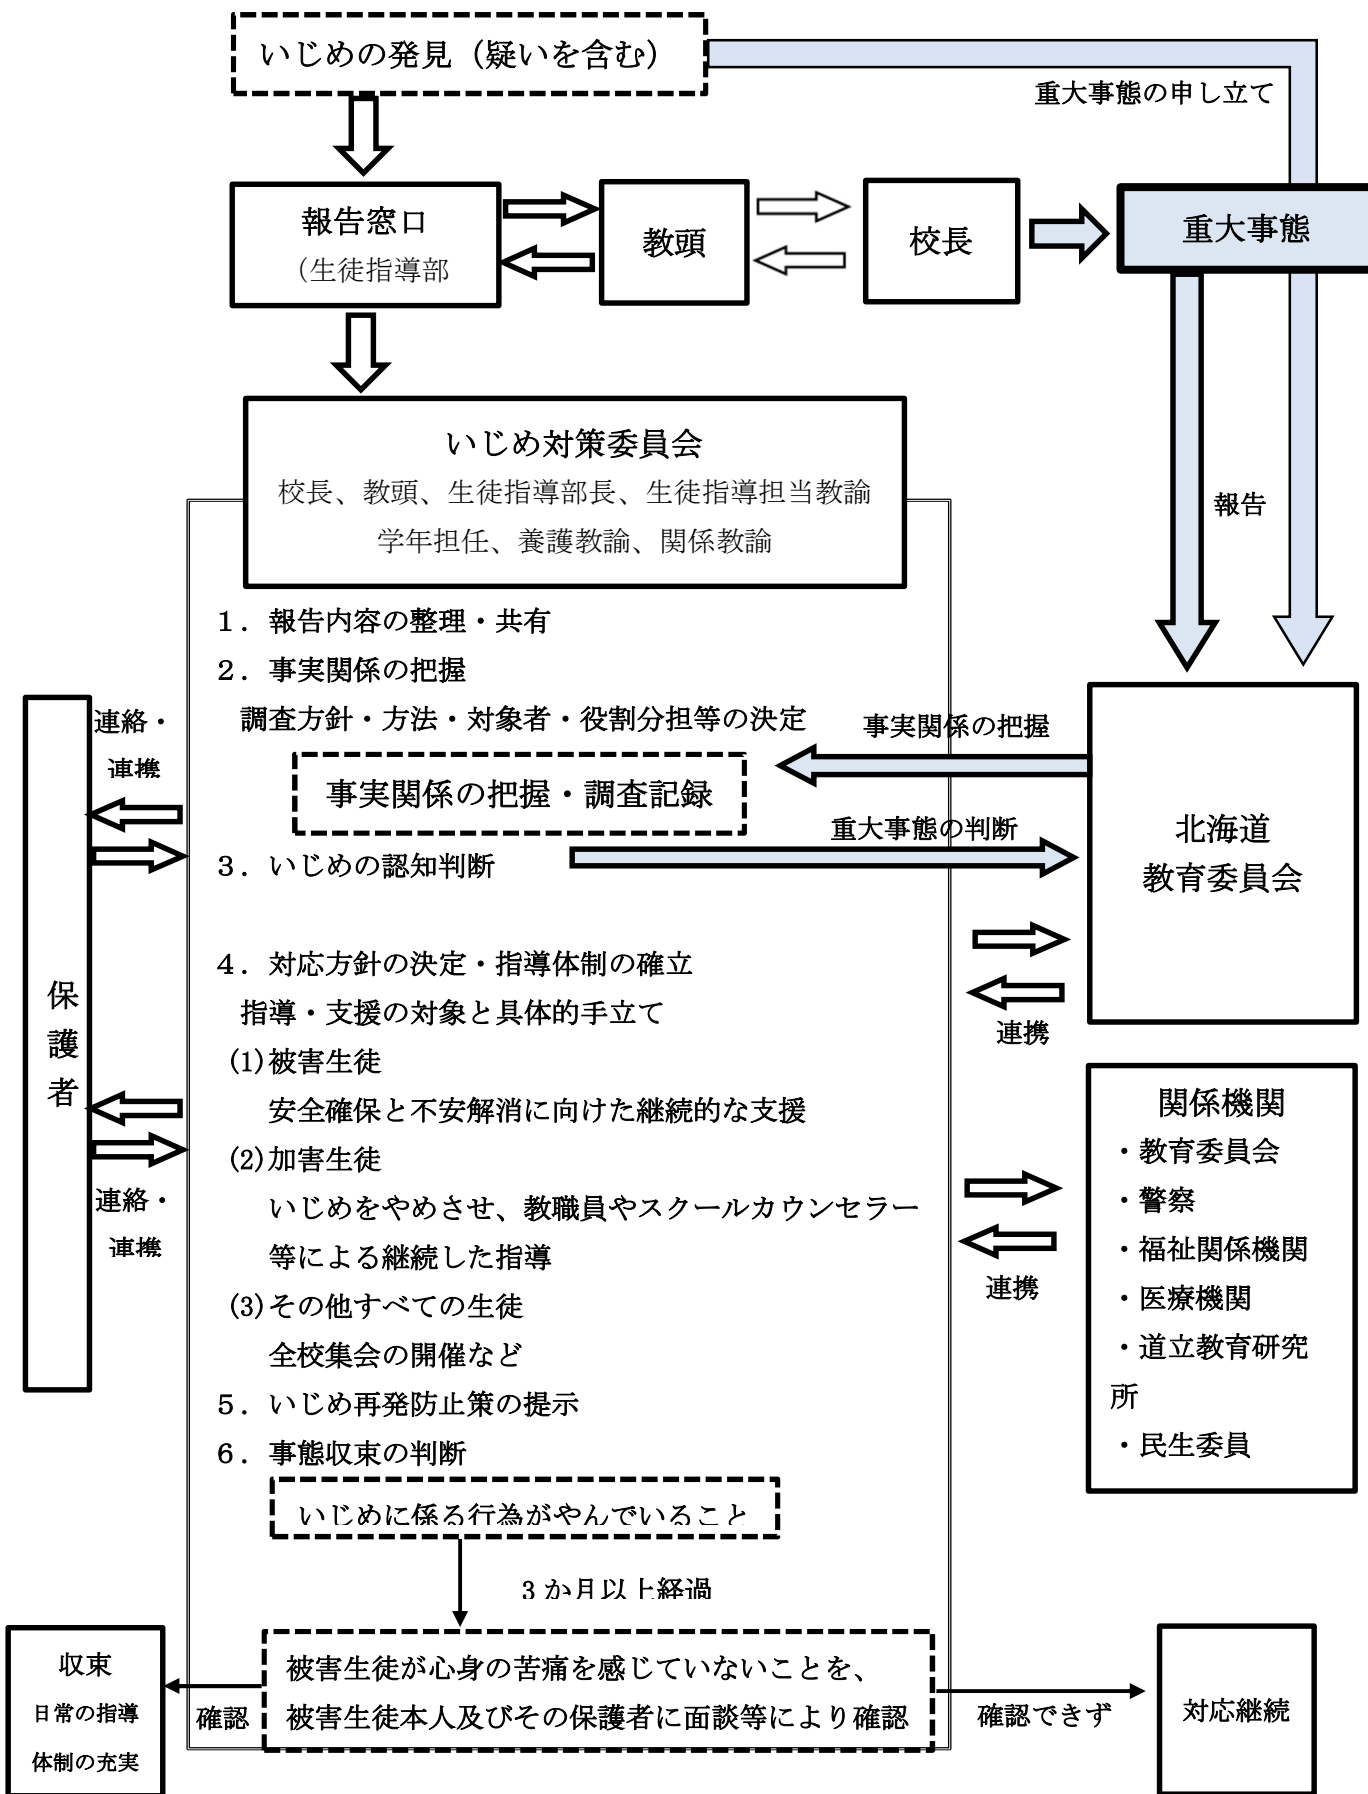 いじめの発見（疑いを含む）
重大事態の申し立て
報告窓口
（生徒指導部
教頭
校長
重大事態
いじめ対策委員会
校長、教頭、生徒指導部長、生徒指導担当教諭
学年担任、養護教諭、関係教諭
報告
１．報告内容の整理・共有
２．事実関係の把握
調査方針・方法・対象者・役割分担等の決定
事実関係の把握
事実関係の把握・調査記録
重大事態の判断
３．いじめの認知判断
連絡・
連携
北海道
教育委員会
４．対応方針の決定・指導体制の確立
指導・支援の対象と具体的手立て
連携
保護者
(1)被害生徒
安全確保と不安解消に向けた継続的な支援
(2)加害生徒
いじめをやめさせ、教職員やスクールカウンセラー
等による継続した指導
連絡・
連携
連携
(3)その他すべての生徒
全校集会の開催など
５．いじめ再発防止策の提示
６．事態収束の判断
関係機関
・教育委員会
・警察
・福祉関係機関
・医療機関
・道立教育研究
所
・民生委員
いじめに係る行為がやんでいること
３か月以上経過
被害生徒が心身の苦痛を感じていないことを、
被害生徒本人及びその保護者に面談等により確認
確認
収束
日常の指導
体制の充実
確認できず
対応継続